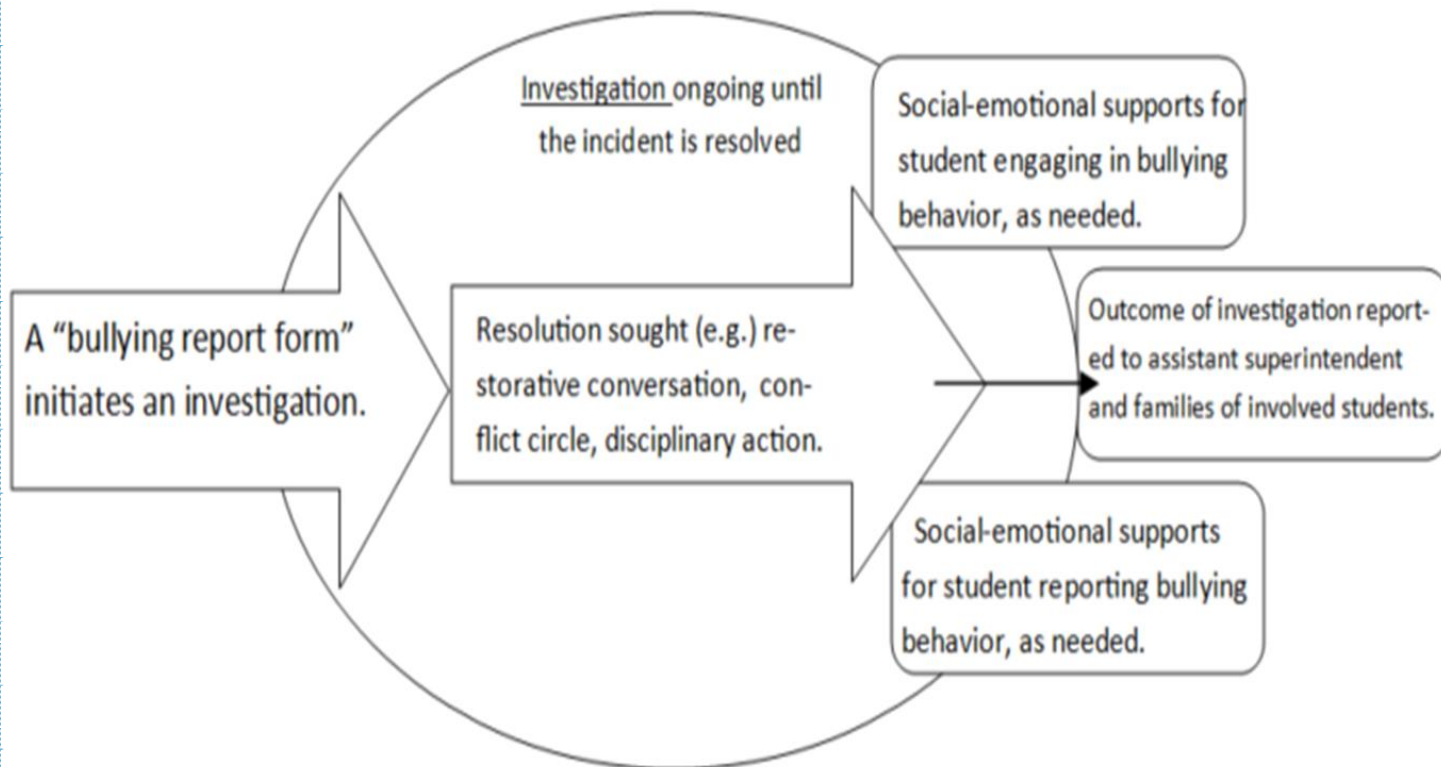 Investigation ongoing until
the incident is resolved
Social-emotional supports for
student engaging in bullying
behavior, as needed.
A “bullying report form”
initiates an investigation.
Resolution sought (e.g.) re-
storative conversation, con-
flict circle, disciplinary action.
Outcome of investigation report-
ed to assistant superintendent
and families of involved students.
Social-emotional supports
for student reporting bullying
behavior, as needed.